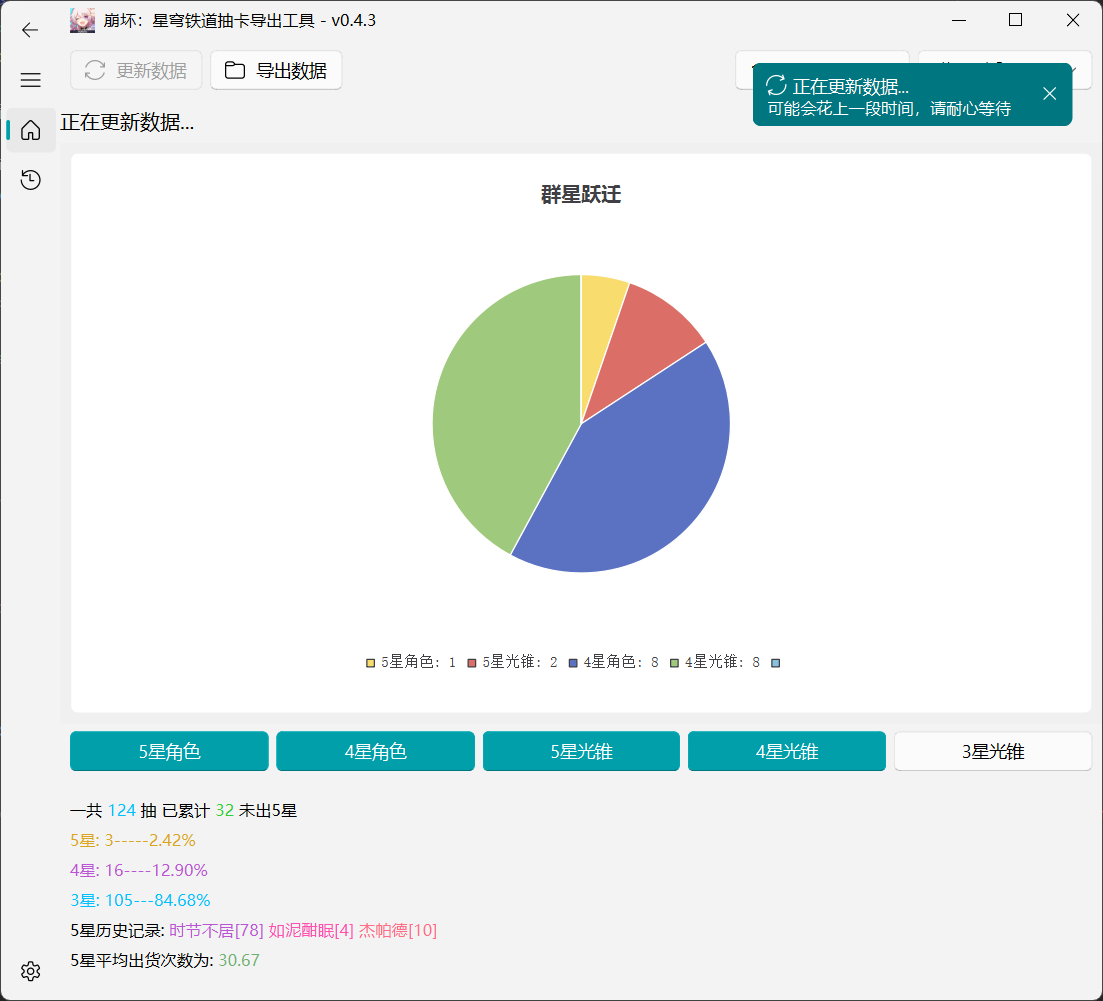 崩坏：星穹铁道抽卡导出工具 - v0.4.3
更新数据
导出数据
正在更新数据...
可能会花上一段时间，请耐心等待
正在更新数据...
群星跃迁
5星角色: 1
5星光锥: 2
4星角色: 8
4星光锥: 8
5星角色
4星角色
5星光锥
4星光锥
3星光锥
一共 124 抽 已累计 32 未出5星
5星: 3-----2.42%
4星: 16----12.90%
3星: 105---84.68%
5星历史记录: 时节不居[78] 如泥酣眠[4] 杰帕德[10]
5星平均出货次数为: 30.67